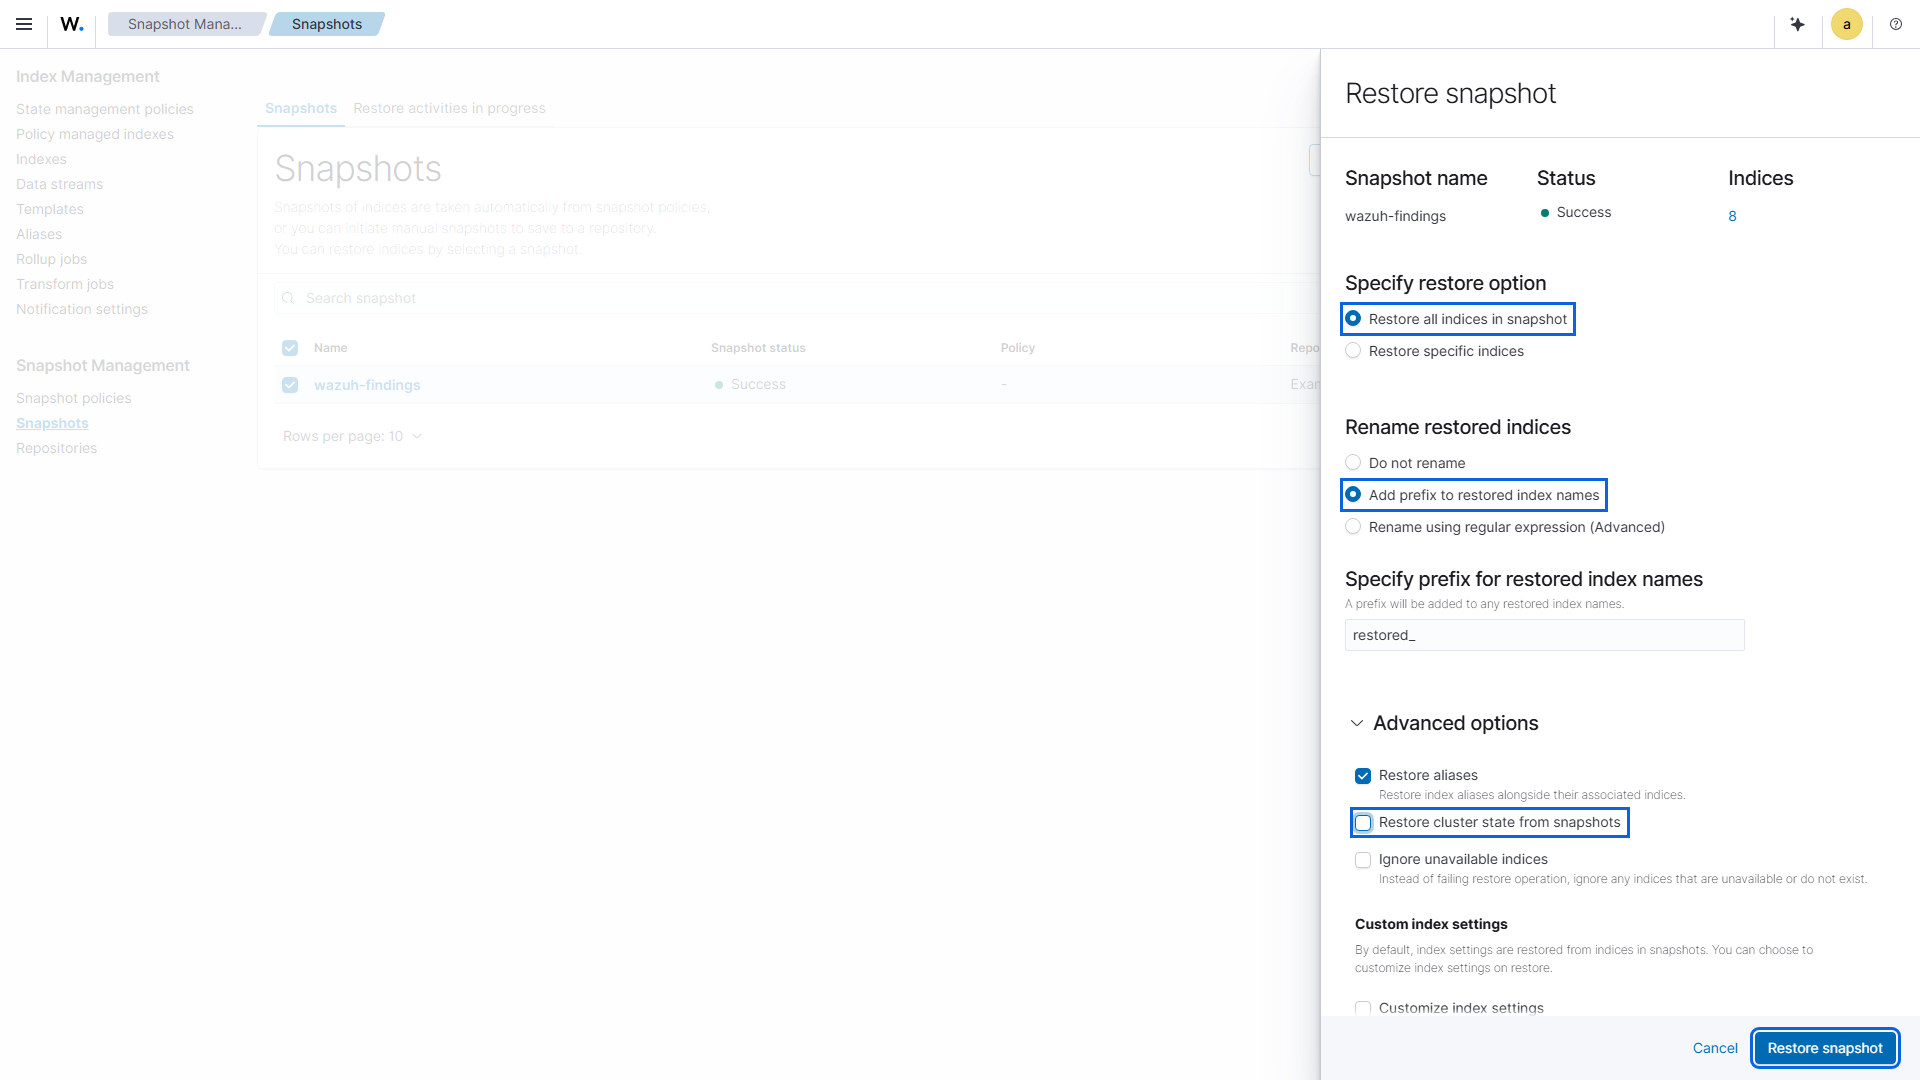 W.
Snapshot Mana...
Snapshots
a
Index Management
State management policies
Policy managed indexes
Indexes
Data streams
Templates
Aliases
Rollup jobs
Transform jobs
Notification settings
Snapshot Management
Snapshot policies
Snapshots
Repositories
Snapshots
Restore activities in progress
Snapshots
Snapshots of indices are taken automatically from snapshot policies,
or you can initiate manual snapshots to save to a repository.
You can restore indices by selecting a snapshot.
Search snapshot
Name
Snapshot status
Policy
Repo
wazuh-findings
Success
-
Exam
Rows per page: 10
Restore snapshot
Snapshot name
Status
Indices
wazuh-findings
Success
8
Specify restore option
Restore all indices in snapshot
Restore specific indices
Rename restored indices
Do not rename
Add prefix to restored index names
Rename using regular expression (Advanced)
Specify prefix for restored index names
A prefix will be added to any restored index names.
restored_
Advanced options
Restore aliases
Restore index aliases alongside their associated indices.
Restore cluster state from snapshots
Ignore unavailable indices
Instead of failing restore operation, ignore any indices that are unavailable or do not exist.
Custom index settings
By default, index settings are restored from indices in snapshots. You can choose to
customize index settings on restore.
Customize index settings
Cancel
Restore snapshot